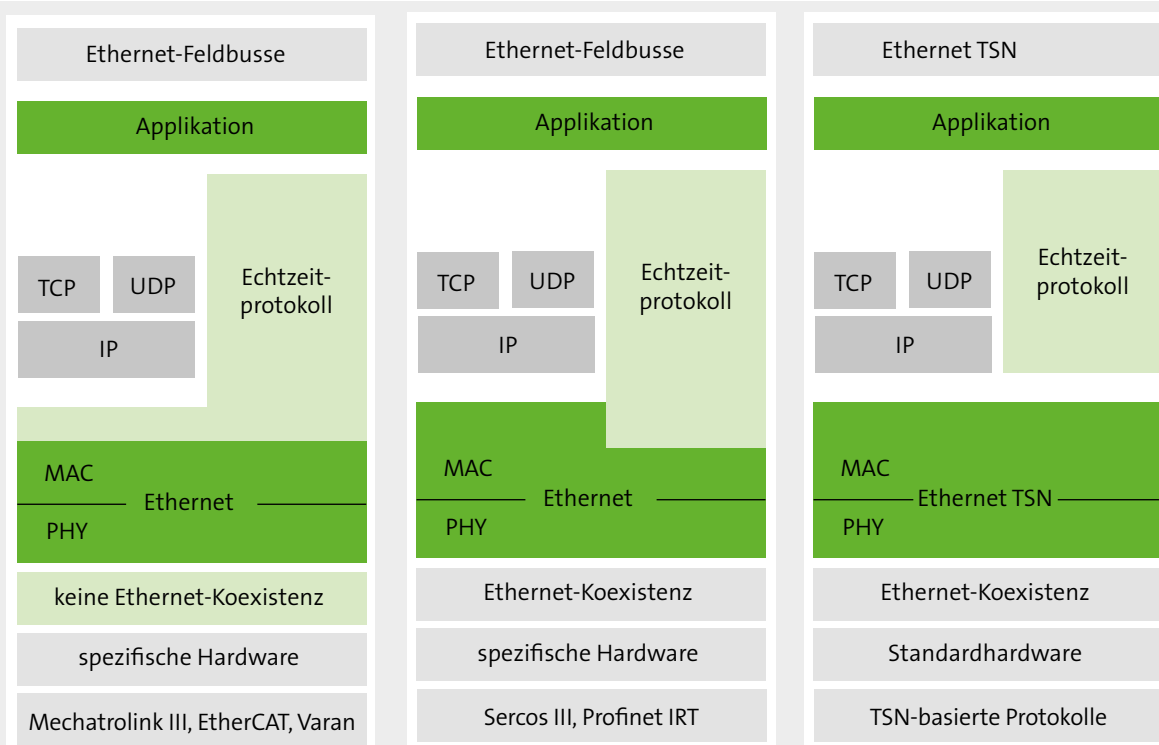 Ethernet-Feldbusse
Applikation
TCP
UDP
Echtzeit-
protokoll
IP
MAC
Ethernet
PHY
keine Ethernet-Koexistenz
spezifische Hardware
Mechatrolink III, EtherCAT, Varan
Ethernet-Feldbusse
Applikation
TCP
UDP
Echtzeit-
protokoll
IP
MAC
Ethernet
PHY
Ethernet-Koexistenz
spezifische Hardware
Sercos III, Profinet IRT
Ethernet TSN
Applikation
TCP
UDP
Echtzeit-
protokoll
IP
MAC
Ethernet TSN
PHY
Ethernet-Koexistenz
Standardhardware
TSN-basierte Protokolle